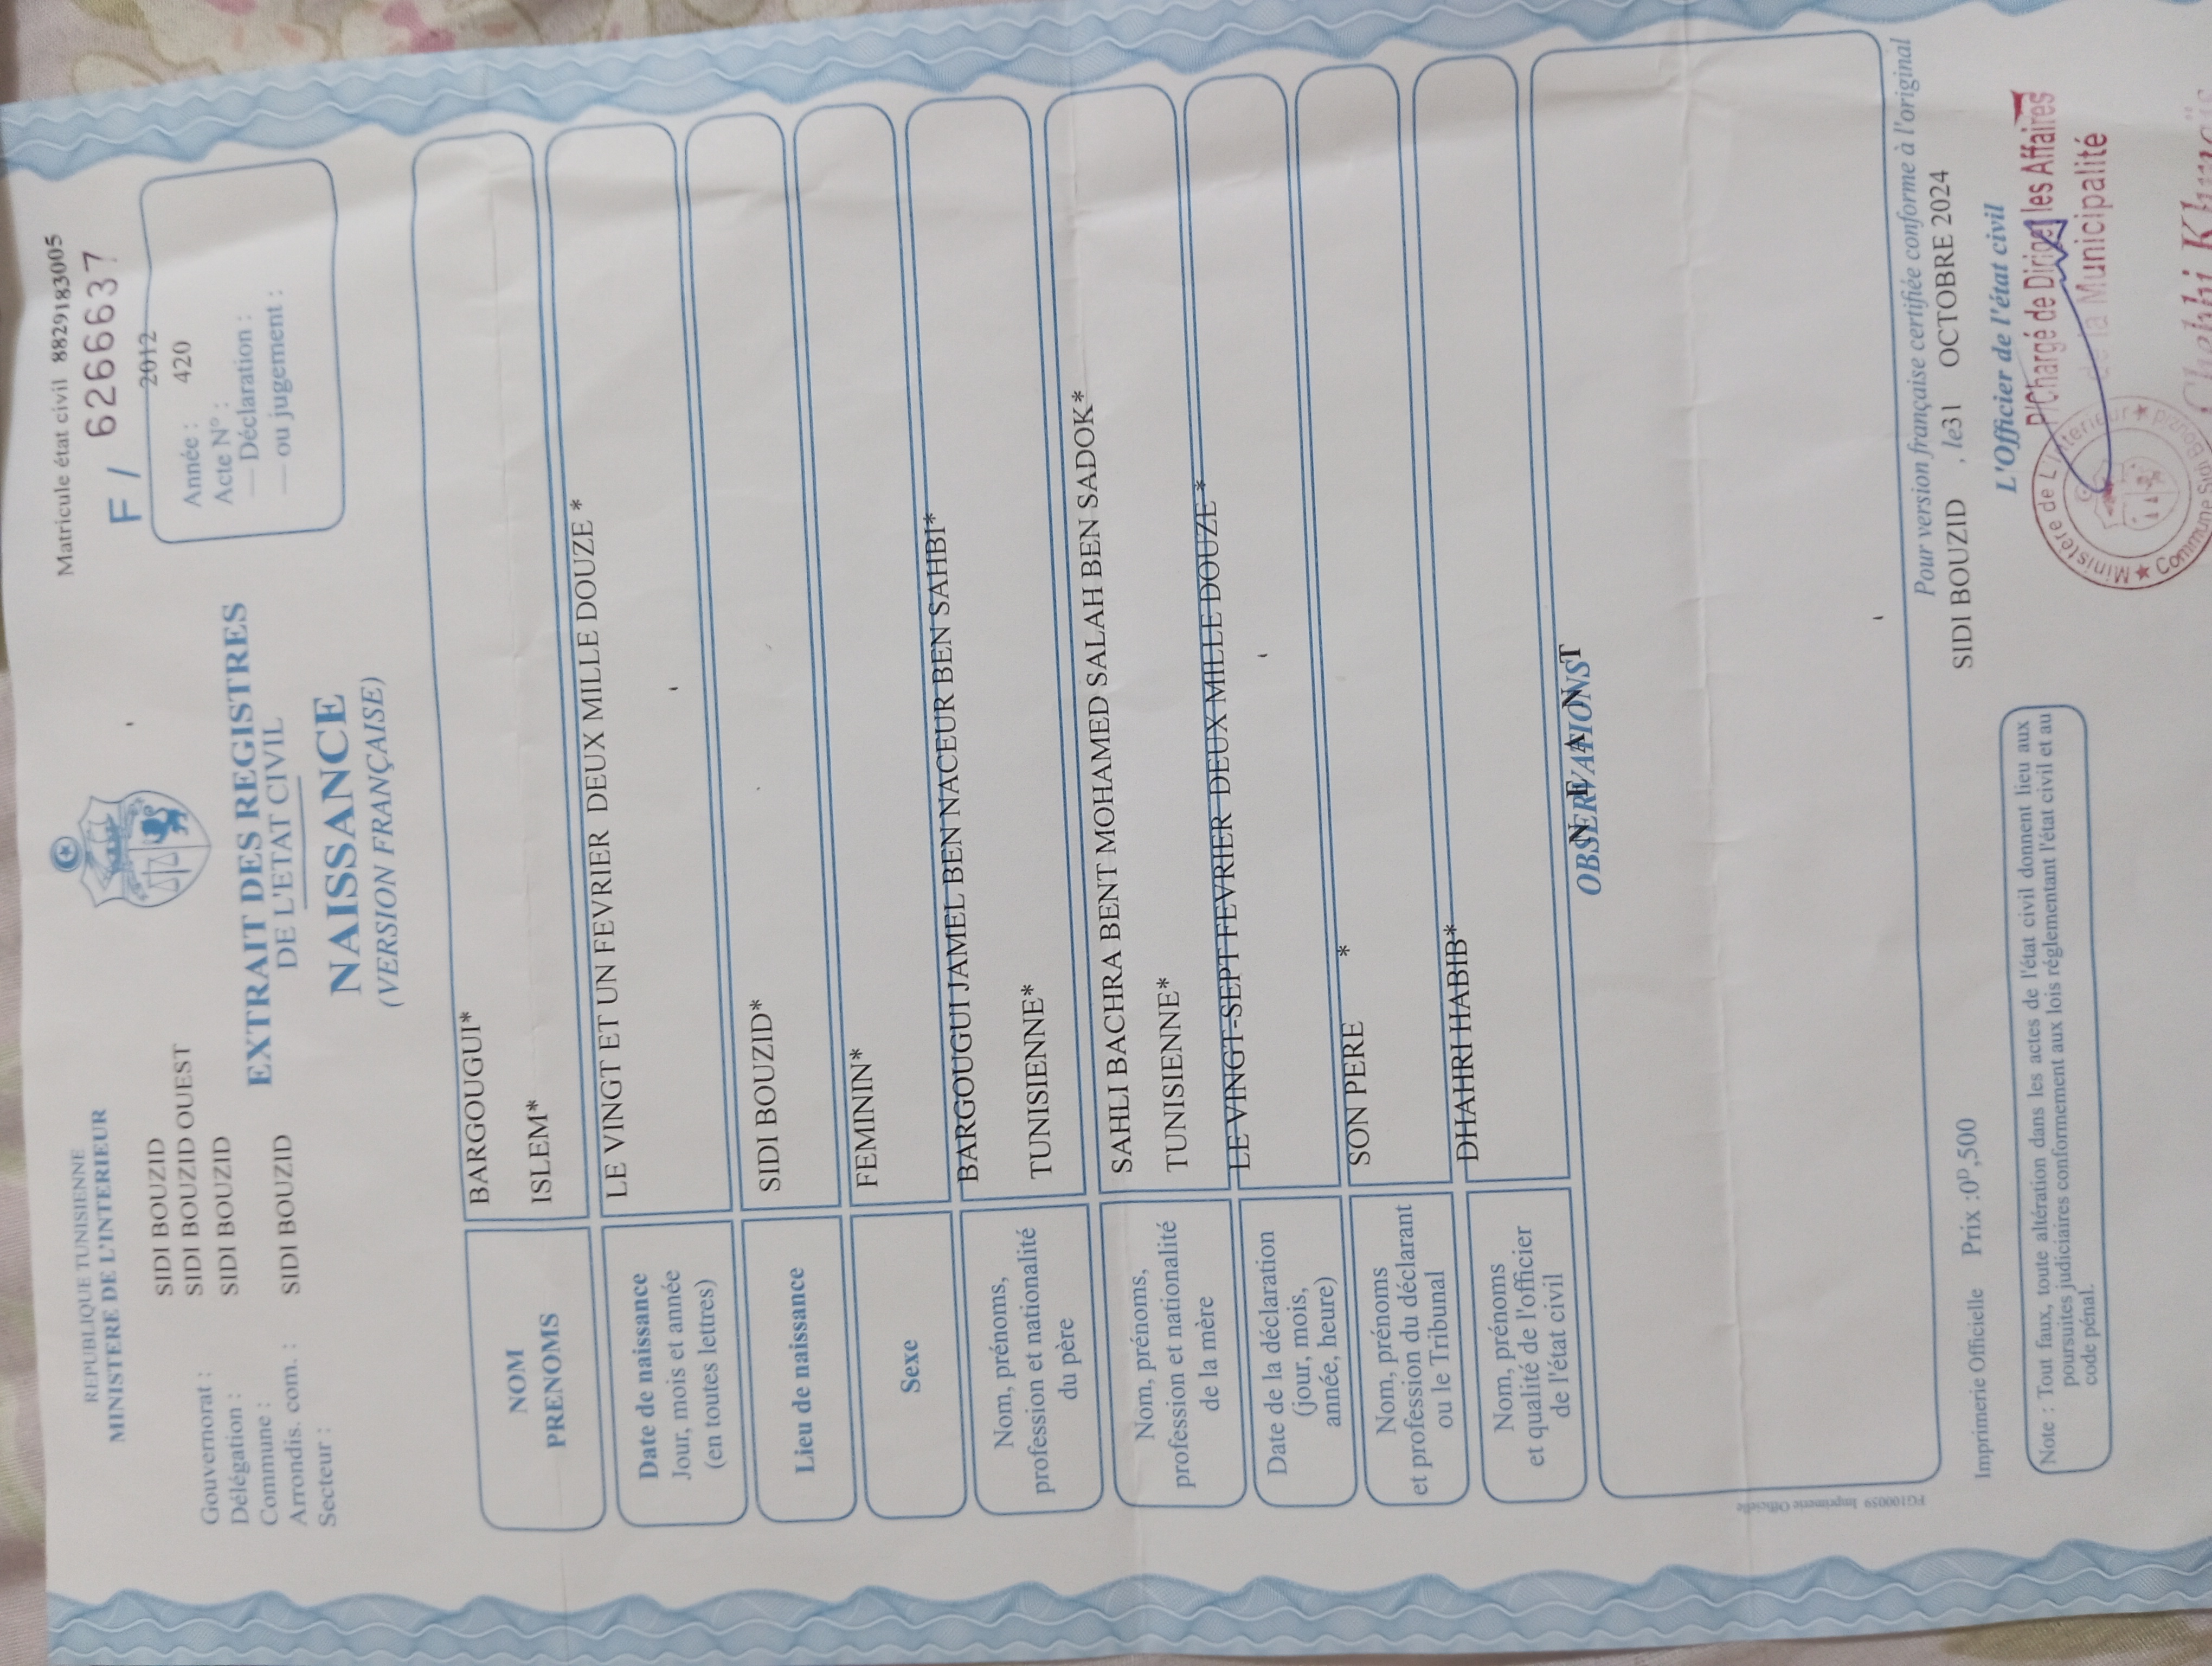 REPUBLIQUE TUNISIENNE
MINISTERE DE L'INTERIEUR
Matricule état civil 8829183005
F / 6266637
Gouvernorat : SIDI BOUZID
Délégation : SIDI BOUZID OUEST
Commune : SIDI BOUZID
Arrondis. com. :
Secteur : SIDI BOUZID
2012
Année :
420
Acte N° :
— Déclaration :
— ou jugement :
EXTRAIT DES REGISTRES
DE L'ETAT CIVIL
NAISSANCE
(VERSION FRANÇAISE)
NOM
PRENOMS
BARGOUGUI*
ISLEM*
Date de naissance
Jour, mois et année
(en toutes lettres)
LE VINGT ET UN FEVRIER DEUX MILLE DOUZE *
Lieu de naissance
SIDI BOUZID*
Sexe
FEMININ*
Nom, prénoms,
profession et nationalité
du père
BARGOUGUI JAMEL BEN NACEUR BEN SAHBI*
TUNISIENNE*
Nom, prénoms,
profession et nationalité
de la mère
SAHLI BACHRA BENT MOHAMED SALAH BEN SADOK*
TUNISIENNE*
Date de la déclaration
(jour, mois,
année, heure)
LE VINGT-SEPT FEVRIER DEUX MILLE DOUZE *
Nom, prénoms
et profession du déclarant
ou le Tribunal
SON PERE *
Nom, prénoms
et qualité de l'officier
de l'état civil
DHAHRI HABIB*
OBSERVATIONS
N E A N T
FG100059 Imprimerie Officielle
Pour version française certifiée conforme à l'original
SIDI BOUZID , le31 OCTOBRE 2024
L'Officier de l'état civil
P/Chargé de Diriger les Affaires
de la Municipalité
Imprimerie Officielle Prix :0ᴰ,500
Note : Tout faux, toute altération dans les actes de l'état civil donnent lieu aux
poursuites judiciaires conformement aux lois réglementant l'état civil et au
code pénal.